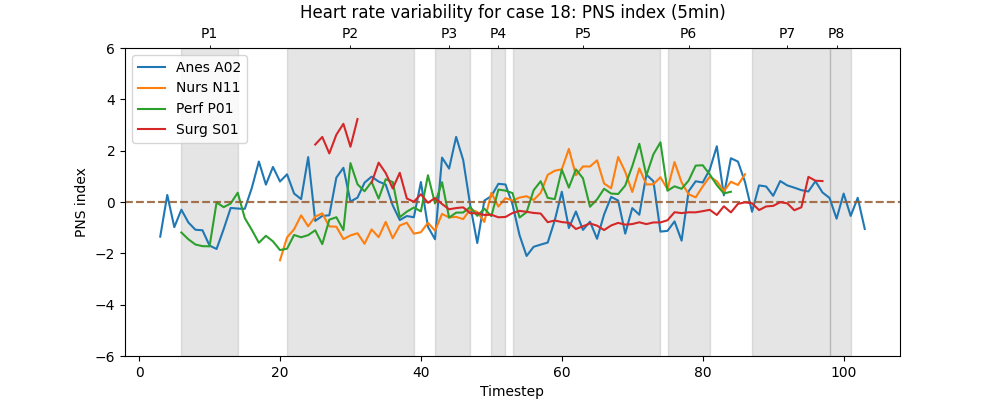 Heart rate variability for case 18: PNS index (5min)
P1 P2 P3 P4 P5 P6 P7 P8
Anes A02
Nurs N11
Perf P01
Surg S01
6
4
2
0
−2
−4
−6
PNS index
0 20 40 60 80 100
Timestep